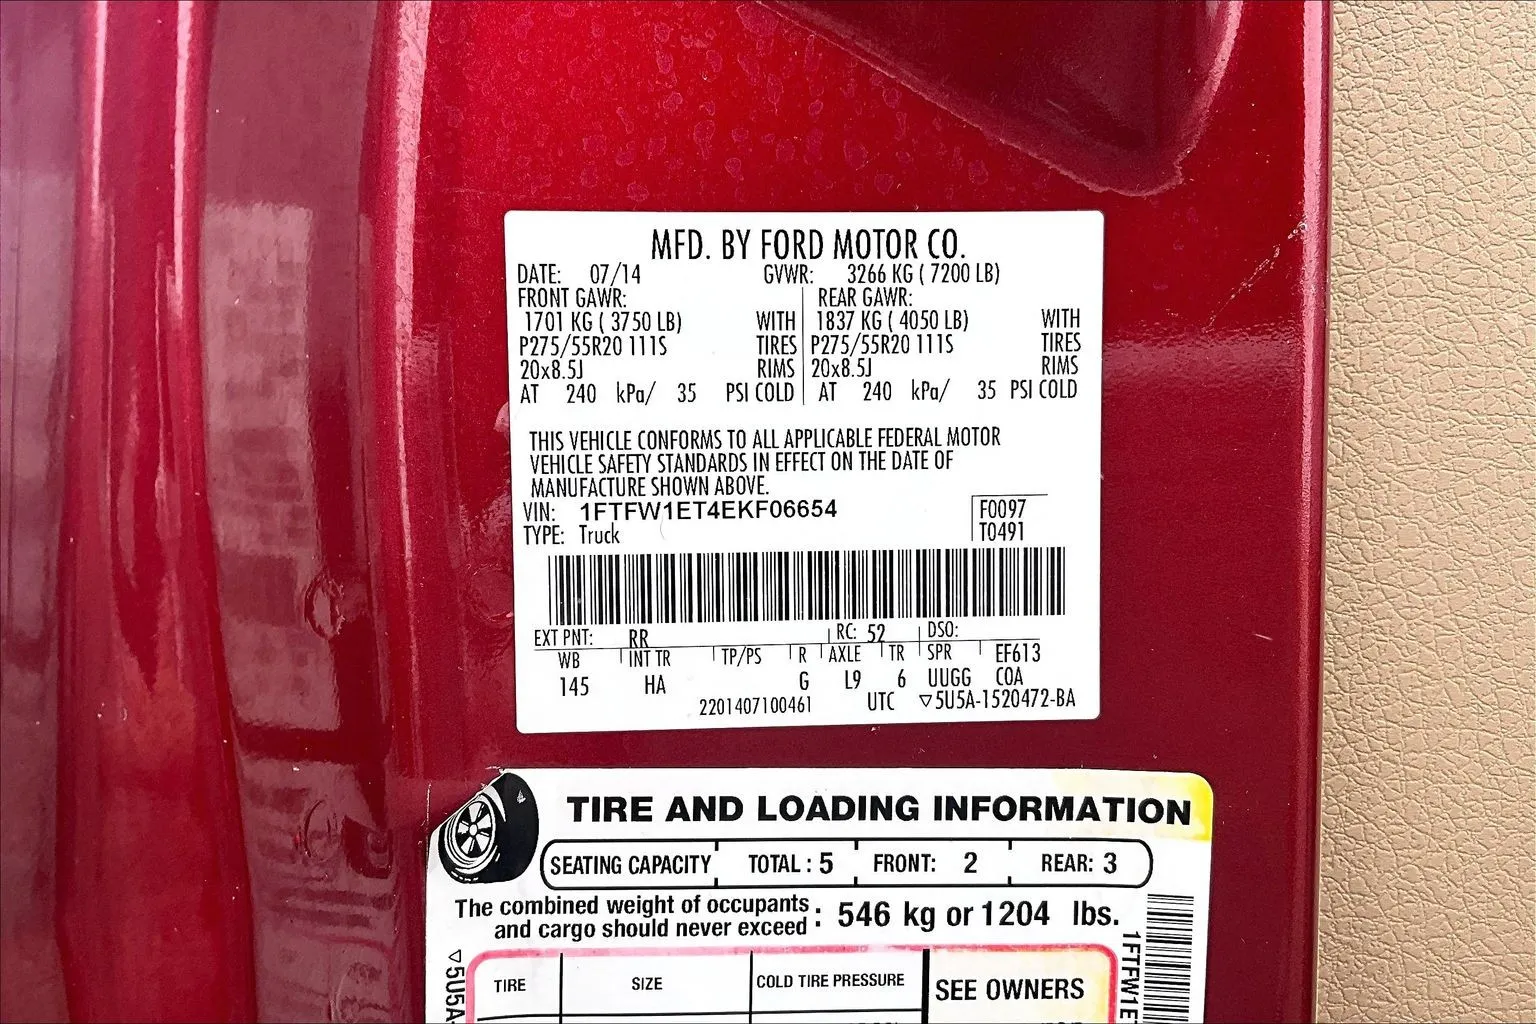 MFD. BY FORD MOTOR CO.
DATE: 07/14 GVWR: 3266 KG ( 7200 LB)
FRONT GAWR: REAR GAWR:
1701 KG ( 3750 LB) WITH 1837 KG ( 4050 LB) WITH
P275/55R20 111S TIRES P275/55R20 111S TIRES
20x8.5J RIMS 20x8.5J RIMS
AT 240 kPa/ 35 PSI COLD AT 240 kPa/ 35 PSI COLD
THIS VEHICLE CONFORMS TO ALL APPLICABLE FEDERAL MOTOR
VEHICLE SAFETY STANDARDS IN EFFECT ON THE DATE OF
MANUFACTURE SHOWN ABOVE.
VIN: 1FTFW1ET4EKF06654 F0097
TYPE: Truck T0491
EXT PNT: RR RC: 52 DSO:
WB INT TR TP/PS R AXLE TR SPR EF613
145 HA G L9 6 UUGG COA
2201407100461 UTC ▽5U5A-1520472-BA
TIRE AND LOADING INFORMATION
SEATING CAPACITY TOTAL : 5 FRONT: 2 REAR: 3
The combined weight of occupants
and cargo should never exceed : 546 kg or 1204 lbs.
TIRE SIZE COLD TIRE PRESSURE SEE OWNERS
▽5U5A-
1FTFW1E